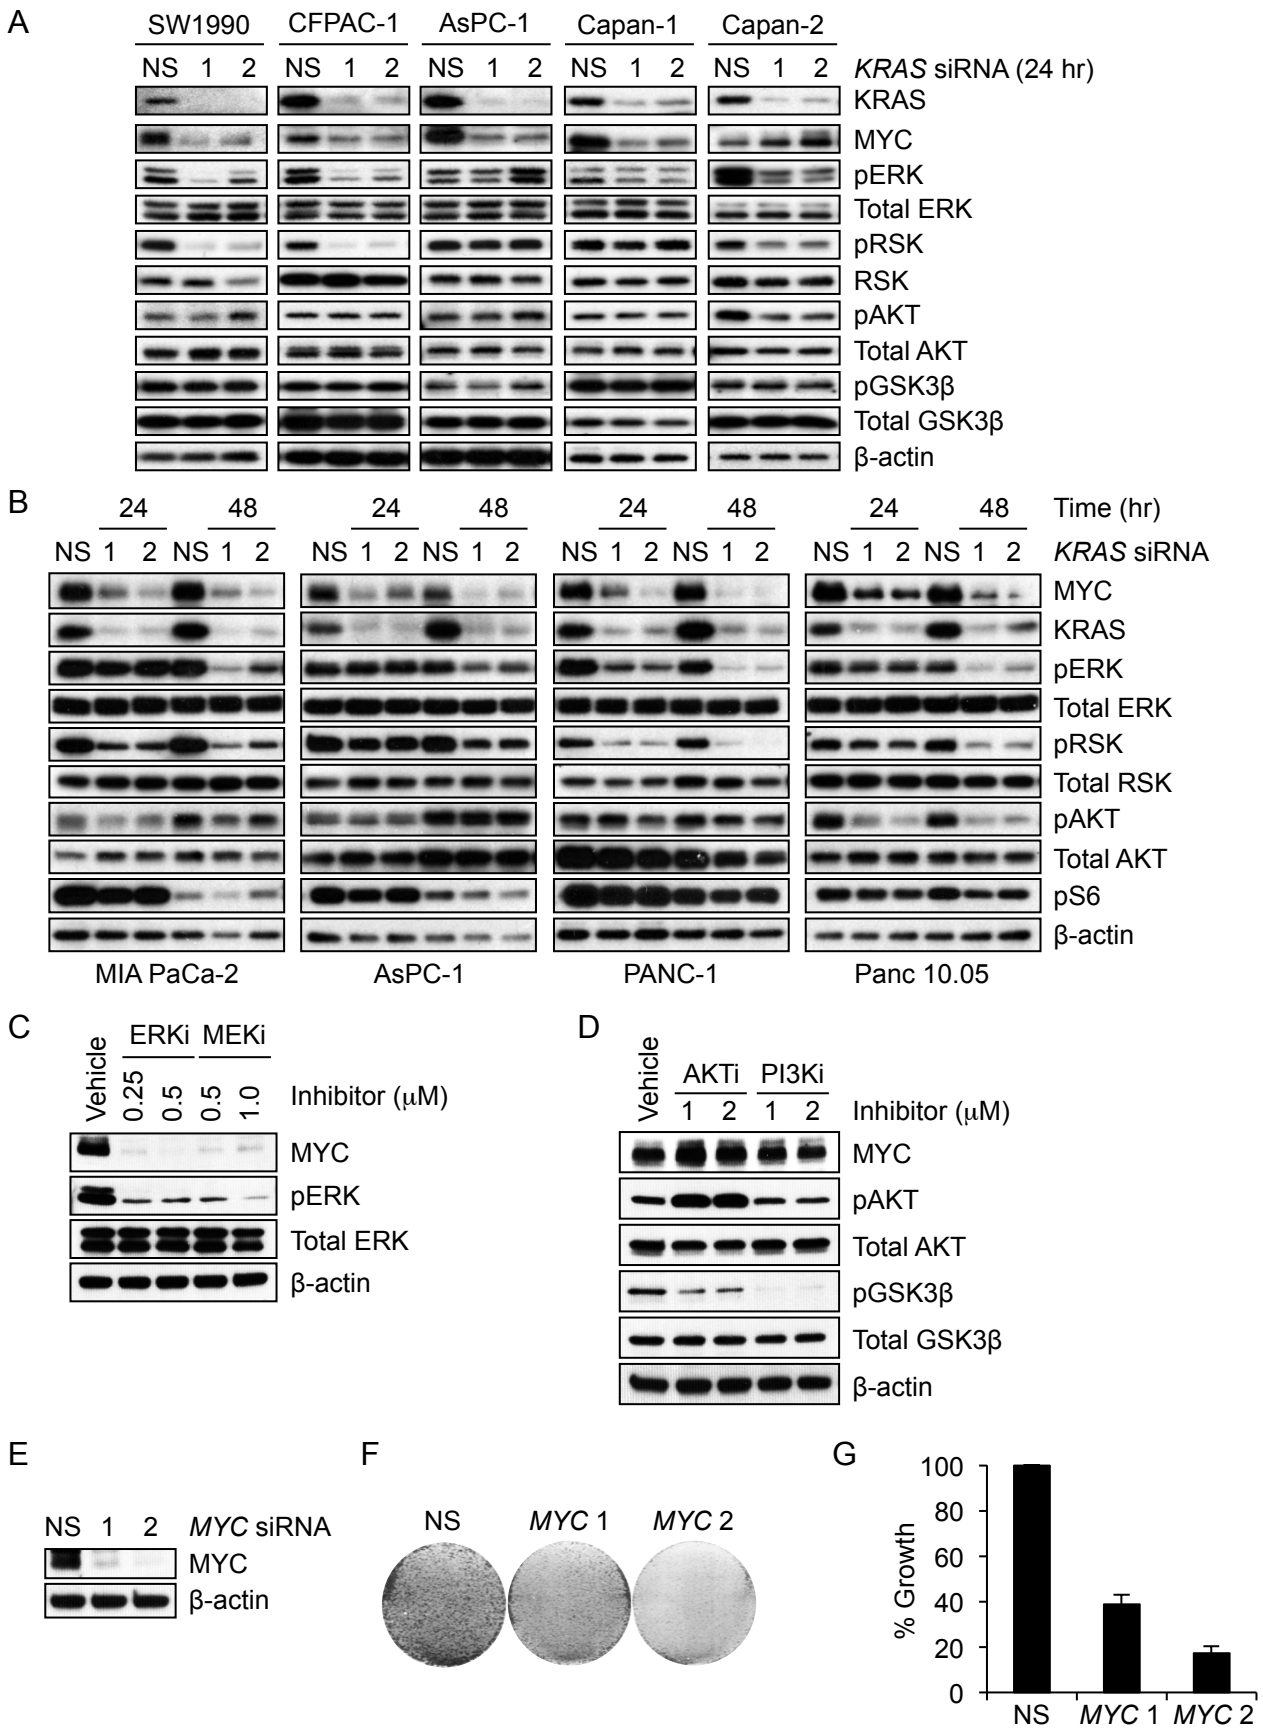 A
SW1990 CFPAC-1 AsPC-1 Capan-1 Capan-2
NS 1 2 NS 1 2 NS 1 2 NS 1 2 NS 1 2 KRAS siRNA (24 hr)
KRAS
MYC
pERK
Total ERK
pRSK
RSK
pAKT
Total AKT
pGSK3β
Total GSK3β
β-actin
B
24 48 24 48 24 48 24 48 Time (hr)
NS 1 2 NS 1 2 NS 1 2 NS 1 2 NS 1 2 NS 1 2 NS 1 2 NS 1 2 KRAS siRNA
MYC
KRAS
pERK
Total ERK
pRSK
Total RSK
pAKT
Total AKT
pS6
β-actin
MIA PaCa-2 AsPC-1 PANC-1 Panc 10.05
C
Vehicle ERKi MEKi
0.25 0.5 0.5 1.0 Inhibitor (μM)
MYC
pERK
Total ERK
β-actin
D
Vehicle AKTi PI3Ki
1 2 1 2 Inhibitor (μM)
MYC
pAKT
Total AKT
pGSK3β
Total GSK3β
β-actin
E
NS 1 2 MYC siRNA
MYC
β-actin
F
NS MYC 1 MYC 2
G
% Growth
100
80
60
40
20
0
NS MYC 1 MYC 2